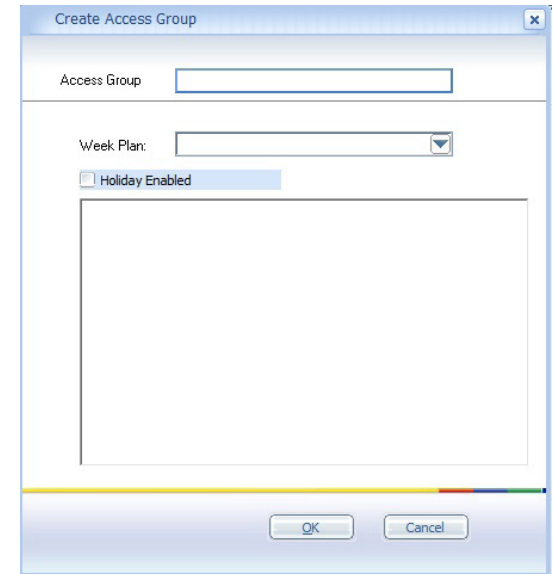 Create Access Group
Access Group
Week Plan:
Holiday Enabled
OK Cancel